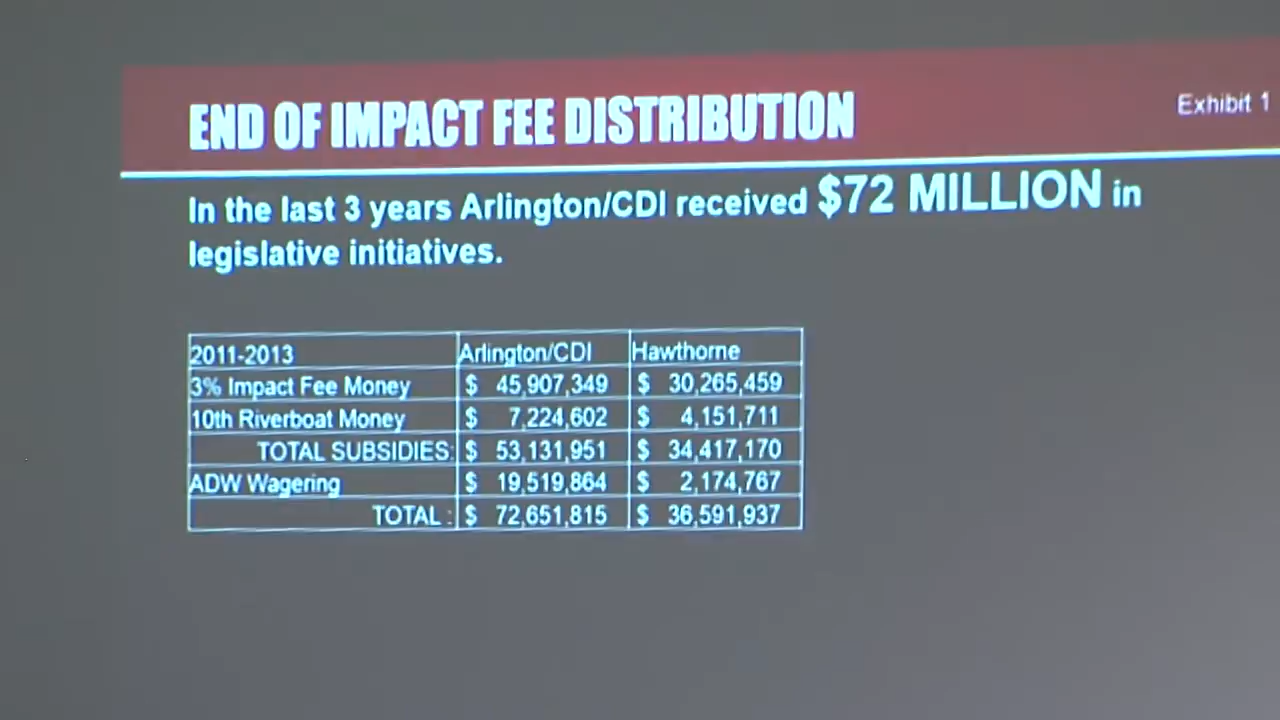 END OF IMPACT FEE DISTRIBUTION
Exhibit 1
In the last 3 years Arlington/CDI received $72 MILLION in
legislative initiatives.
2011-2013 Arlington/CDI Hawthorne
3% Impact Fee Money $ 45,907,349 $ 30,265,459
10th Riverboat Money $ 7,224,602 $ 4,151,711
TOTAL SUBSIDIES: $ 53,131,951 $ 34,417,170
ADW Wagering $ 19,519,864 $ 2,174,767
TOTAL : $ 72,651,815 $ 36,591,937